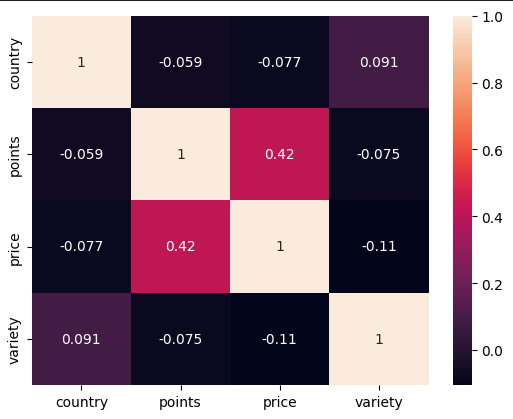 country 1 -0.059 -0.077 0.091
points -0.059 1 0.42 -0.075
price -0.077 0.42 1 -0.11
variety 0.091 -0.075 -0.11 1
country points price variety
1.0
0.8
0.6
0.4
0.2
0.0